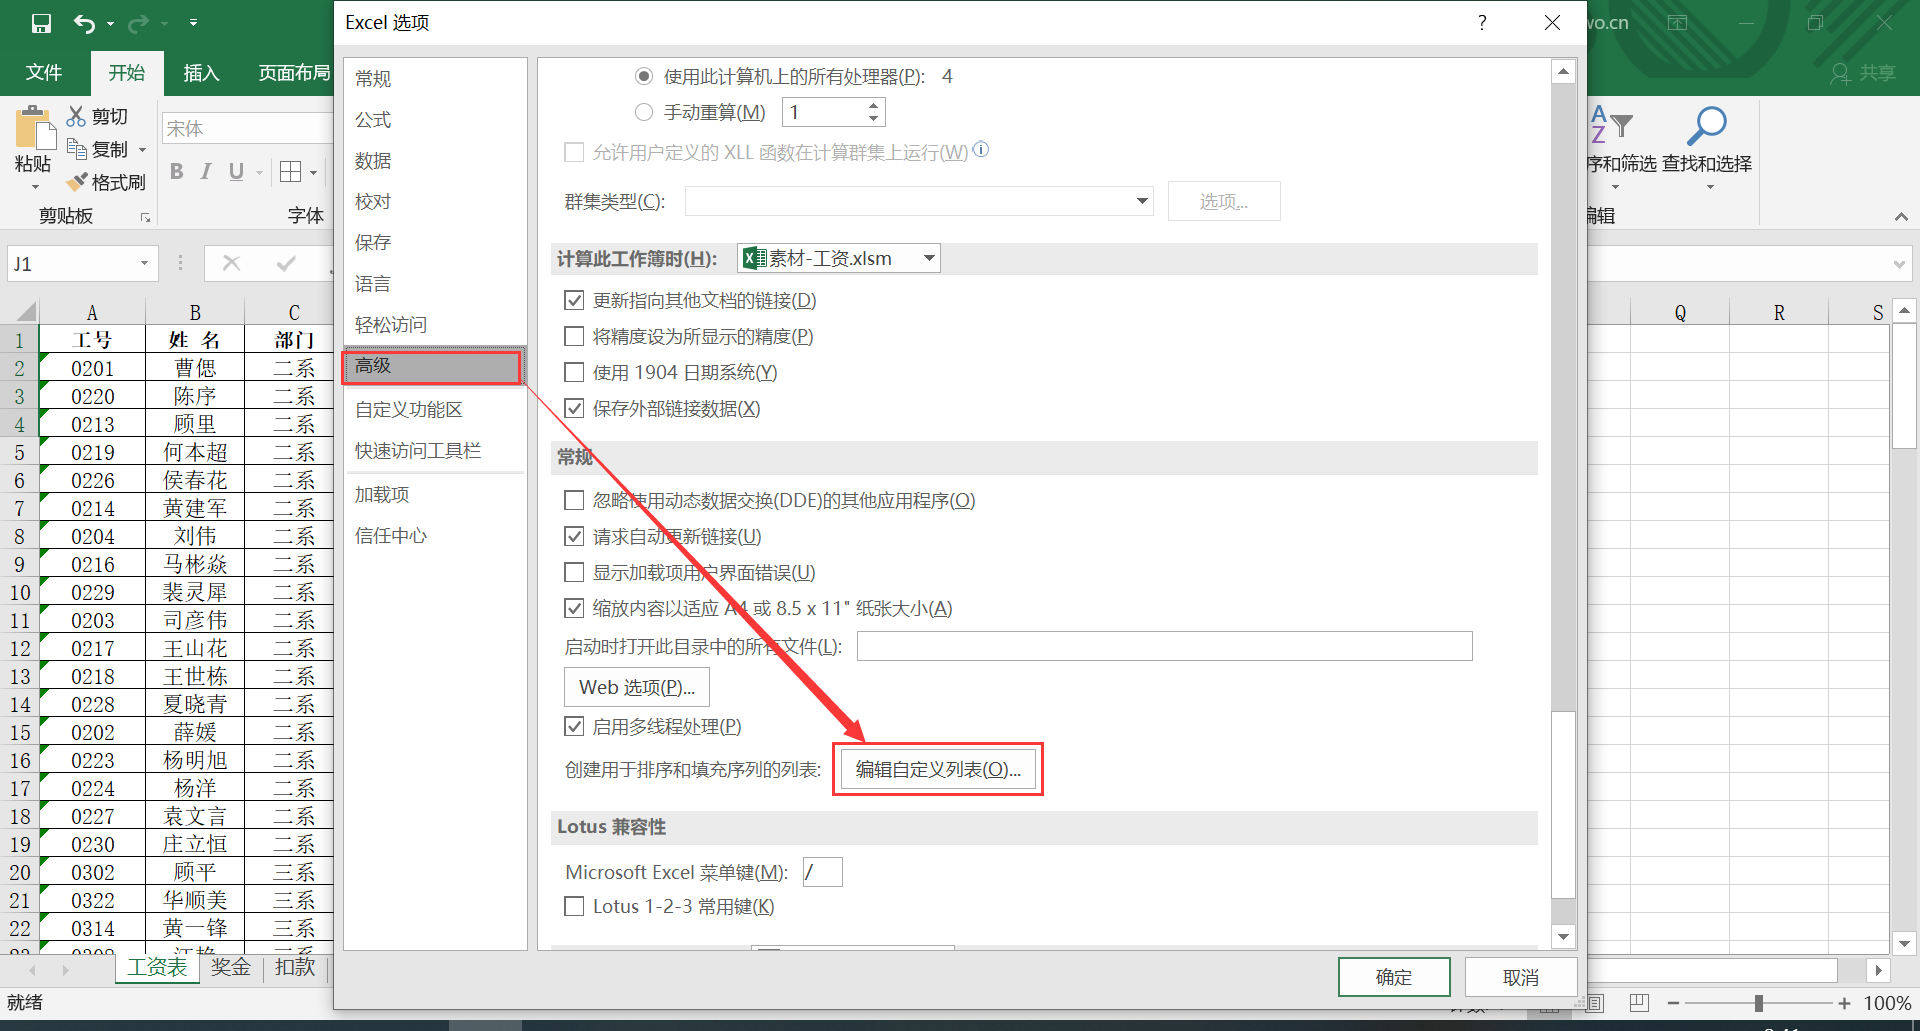 Excel 选项
?
wo.cn
文件
开始
插入
页面布局
共享
粘贴
剪切
复制
格式刷
剪贴板
宋体
B I U
字体
序和筛选
查找和选择
编辑
J1
常规
公式
数据
校对
保存
语言
轻松访问
高级
自定义功能区
快速访问工具栏
加载项
信任中心
使用此计算机上的所有处理器(P): 4
手动重算(M) 1
允许用户定义的 XLL 函数在计算群集上运行(W)
群集类型(C):
选项...
计算此工作簿时(H): 素材-工资.xlsm
更新指向其他文档的链接(D)
将精度设为所显示的精度(P)
使用 1904 日期系统(Y)
保存外部链接数据(X)
常规
忽略使用动态数据交换(DDE)的其他应用程序(O)
请求自动更新链接(U)
显示加载项用户界面错误(U)
缩放内容以适应 A4 或 8.5 x 11" 纸张大小(A)
启动时打开此目录中的所有文件(L):
Web 选项(P)...
启用多线程处理(P)
创建用于排序和填充序列的列表: 编辑自定义列表(O)...
Lotus 兼容性
Microsoft Excel 菜单键(M): /
Lotus 1-2-3 常用键(K)
确定
取消
A B C Q R S
1 工号 姓 名 部门
2 0201 曹偲 二系
3 0220 陈序 二系
4 0213 顾里 二系
5 0219 何本超 二系
6 0226 侯春花 二系
7 0214 黄建军 二系
8 0204 刘伟 二系
9 0216 马彬焱 二系
10 0229 裴灵犀 二系
11 0203 司彦伟 二系
12 0217 王山花 二系
13 0218 王世栋 二系
14 0228 夏晓青 二系
15 0202 薛媛 二系
16 0223 杨明旭 二系
17 0224 杨洋 二系
18 0227 袁文言 二系
19 0230 庄立恒 二系
20 0302 顾平 三系
21 0322 华顺美 三系
22 0314 黄一锋 三系
工资表 奖金 扣款
就绪
100%